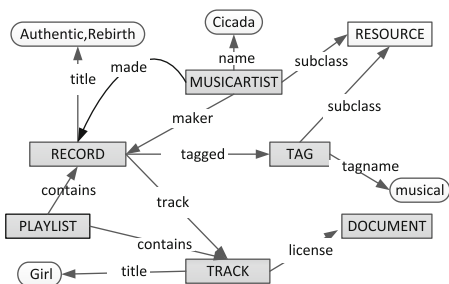 Cicada
Authentic,Rebirth
RESOURCE
name
subclass
made
title
MUSICARTIST
subclass
maker
RECORD
tagged
TAG
tagname
contains
musical
track
PLAYLIST
DOCUMENT
contains
license
Girl
title
TRACK